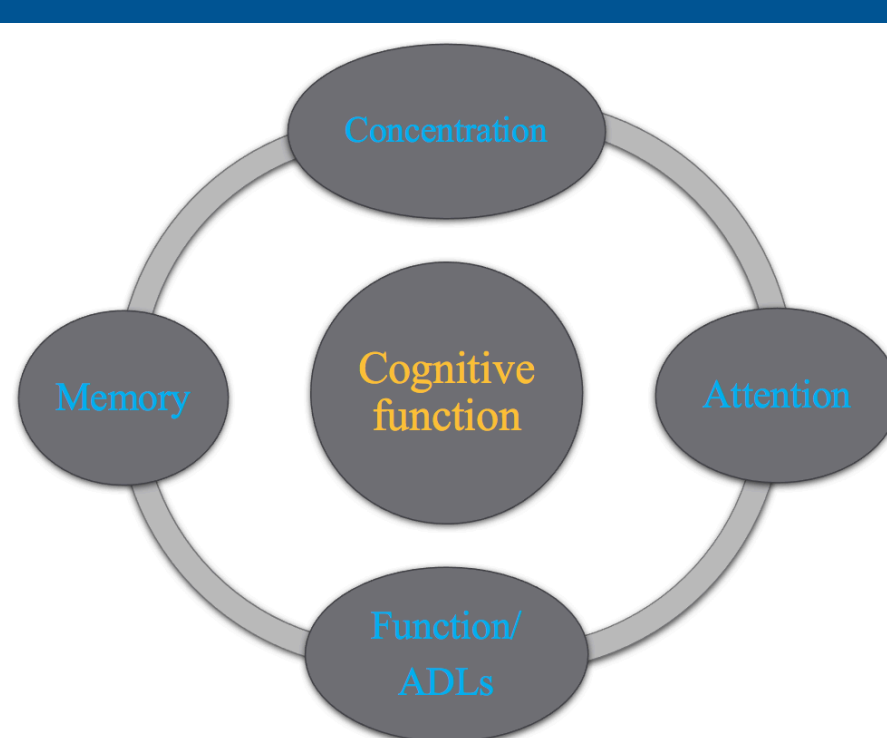 Concentration
Memory
Cognitive
function
Attention
Function/
ADLs